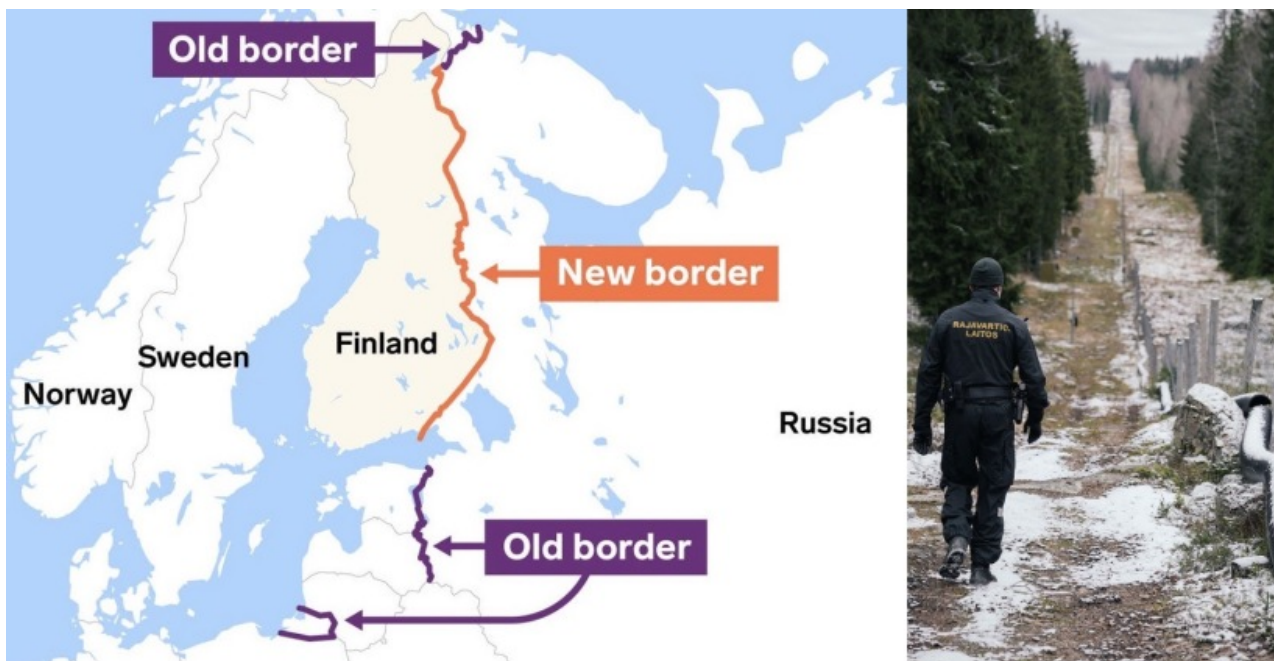 Old border
New border
Finland
Sweden
Norway
Russia
Old border
RAJAVARTIO
LAITOS